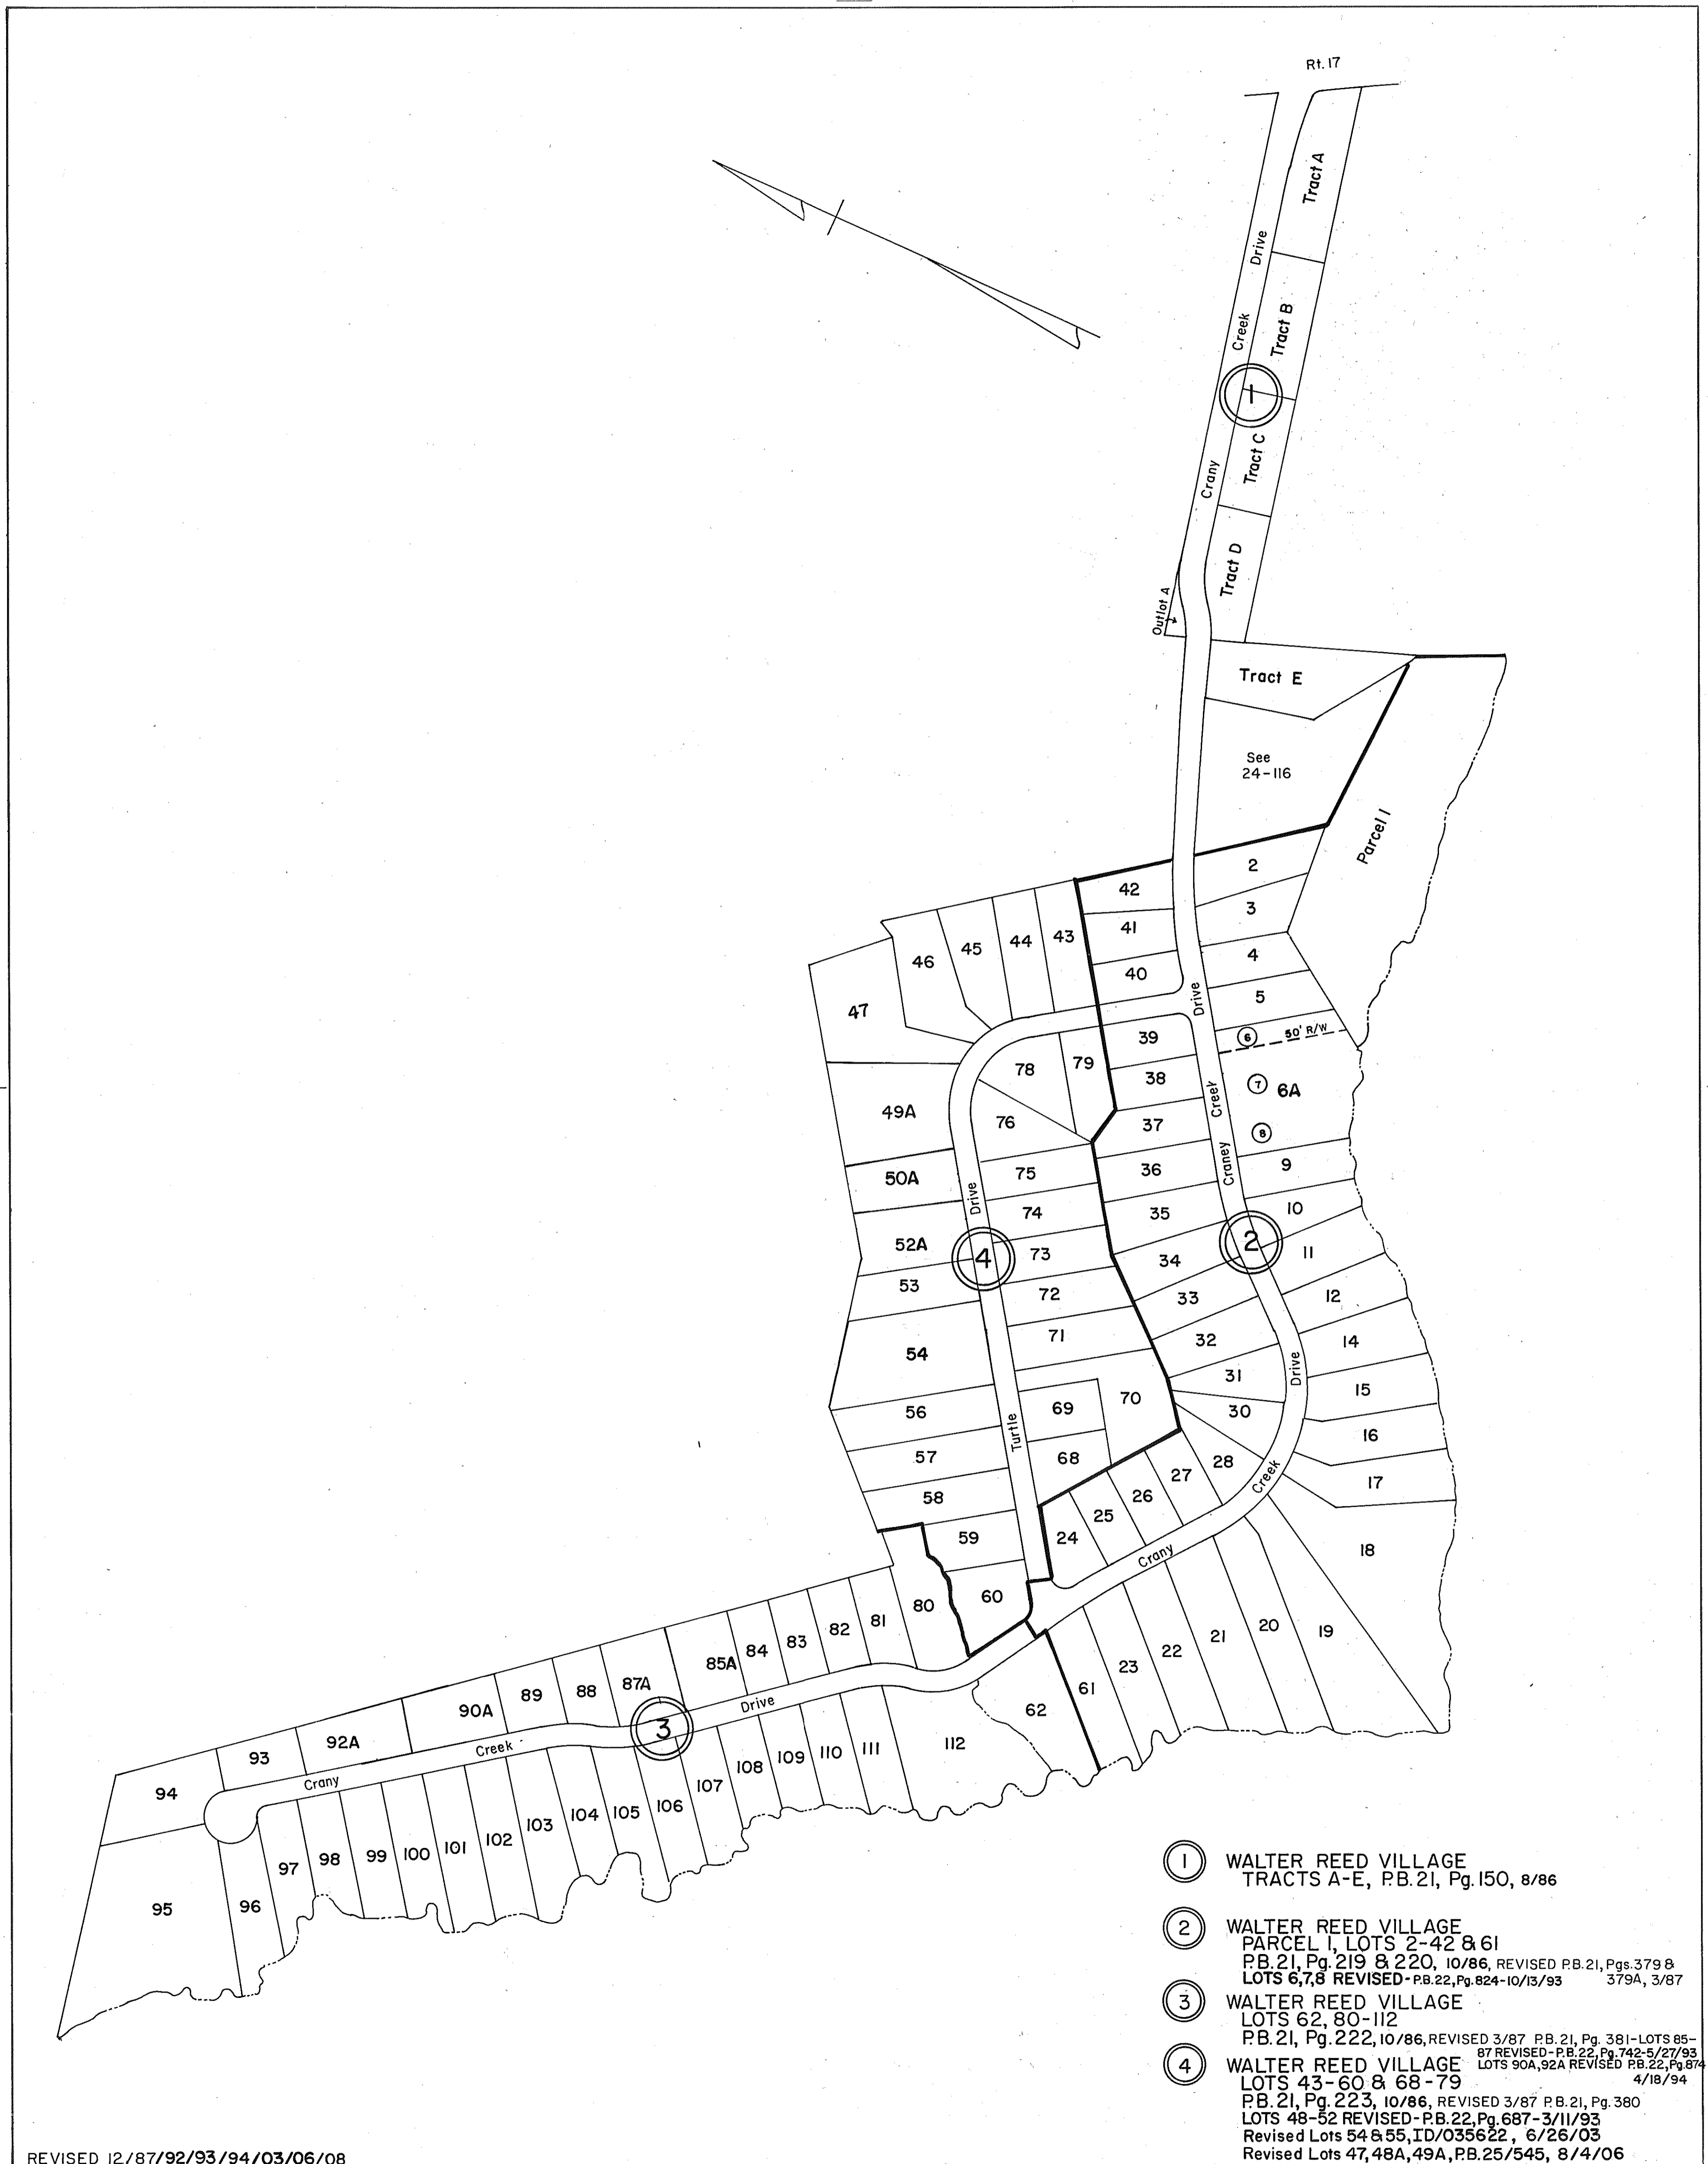 Rt. 17
Tract A
Drive
Creek
Tract B
1
Crany
Tract C
Tract D
Outlot A
Tract E
See
24-116
Parcel 1
2
42
3
41
43
44
45
46
4
40
5
47
Drive
6
50' R/W
39
79
78
38
7
6A
49A
Creek
76
37
8
Craney
36
9
75
50A
Drive
10
74
35
2
52A
4
73
34
11
53
72
33
12
71
32
14
54
31
Drive
15
70
69
56
30
16
Turtle
57
68
28
17
27
Creek
58
26
25
59
24
18
Crany
60
80
81
82
83
84
85A
87A
88
89
90A
92A
93
94
20
19
21
22
23
61
62
3
Drive
Creek
Crany
112
111
110
109
108
107
106
105
104
103
102
101
100
99
98
97
96
95
1 WALTER REED VILLAGE
TRACTS A-E, P.B.21, Pg.150, 8/86
2 WALTER REED VILLAGE
PARCEL 1, LOTS 2-42 & 61
P.B.21, Pg.219 & 220, 10/86, REVISED P.B.21, Pgs.379 &
LOTS 6,7,8 REVISED-P.B.22,Pg.824-10/13/93 379A, 3/87
3 WALTER REED VILLAGE
LOTS 62, 80-112
P.B.21, Pg.222, 10/86, REVISED 3/87 P.B.21, Pg. 381-LOTS 85-
87 REVISED-P.B.22,Pg.742-5/27/93
4 WALTER REED VILLAGE LOTS 90A,92A REVISED P.B.22,Pg.874
LOTS 43-60 & 68-79 4/18/94
P.B.21, Pg.223, 10/86, REVISED 3/87 P.B.21, Pg.380
LOTS 48-52 REVISED-P.B.22,Pg.687-3/11/93
Revised Lots 54 & 55, ID/035622, 6/26/03
Revised Lots 47,48A,49A,P.B.25/545, 8/4/06
REVISED 12/87/92/93/94/03/06/08